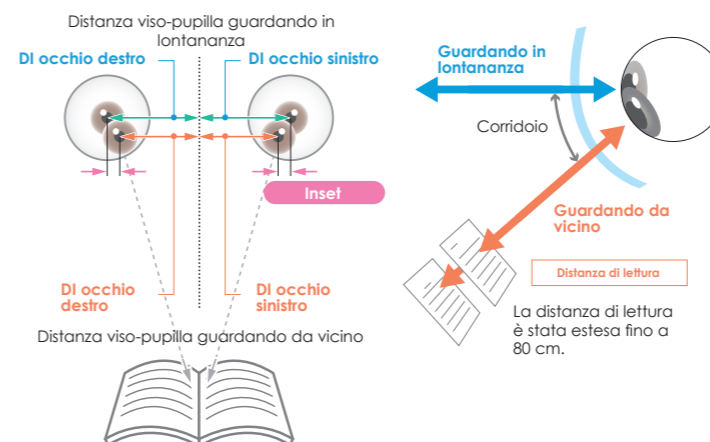 Distanza viso-pupilla guardando in
lontananza
DI occhio destro
DI occhio sinistro
Inset
DI occhio
destro
DI occhio
sinistro
Distanza viso-pupilla guardando da vicino
Guardando in
lontananza
Corridoio
Guardando da
vicino
Distanza di lettura
La distanza di lettura
è stata estesa fino a
80 cm.